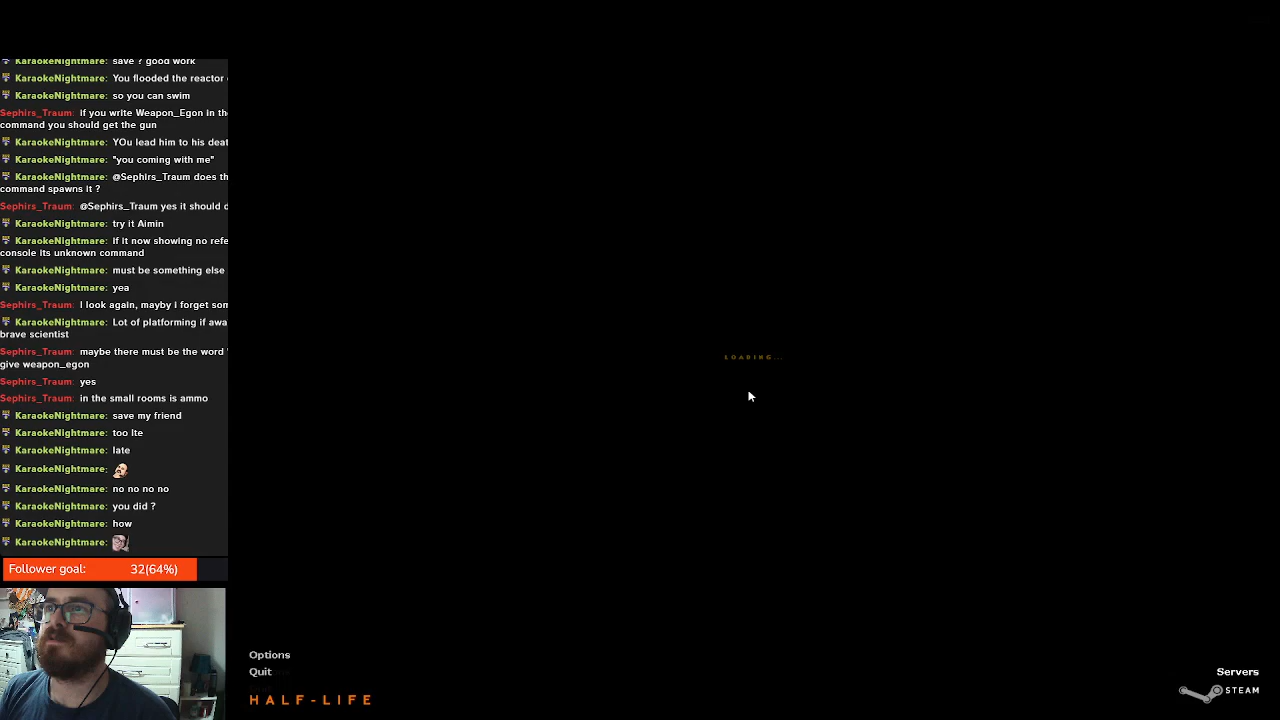 KaraokeNightmare: save ? good work
KaraokeNightmare: You flooded the reactor
KaraokeNightmare: so you can swim
Sephirs_Traum: If you write Weapon_Egon in the
command you should get the gun
KaraokeNightmare: YOu lead him to his deat
KaraokeNightmare: "you coming with me"
KaraokeNightmare: @Sephirs_Traum does th
command spawns it ?
Sephirs_Traum: @Sephirs_Traum yes it should d
KaraokeNightmare: try it Aimin
KaraokeNightmare: if it now showing no refe
console its unknown command
KaraokeNightmare: must be something else
KaraokeNightmare: yea
Sephirs_Traum: I look again, mayby i forget som
KaraokeNightmare: Lot of platforming if awa
brave scientist
Sephirs_Traum: maybe there must be the word
give weapon_egon
Sephirs_Traum: yes
Sephirs_Traum: in the small rooms is ammo
KaraokeNightmare: save my friend
KaraokeNightmare: too lte
KaraokeNightmare: late
KaraokeNightmare:
KaraokeNightmare: no no no no
KaraokeNightmare: you did ?
KaraokeNightmare: how
KaraokeNightmare:
Follower goal: 32(64%)
LOADING...
Options
Quit
HALF-LIFE
Servers
STEAM